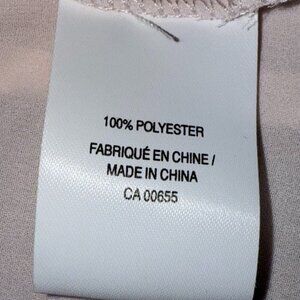 100% POLYESTER
FABRIQUÉ EN CHINE /
MADE IN CHINA
CA 00655